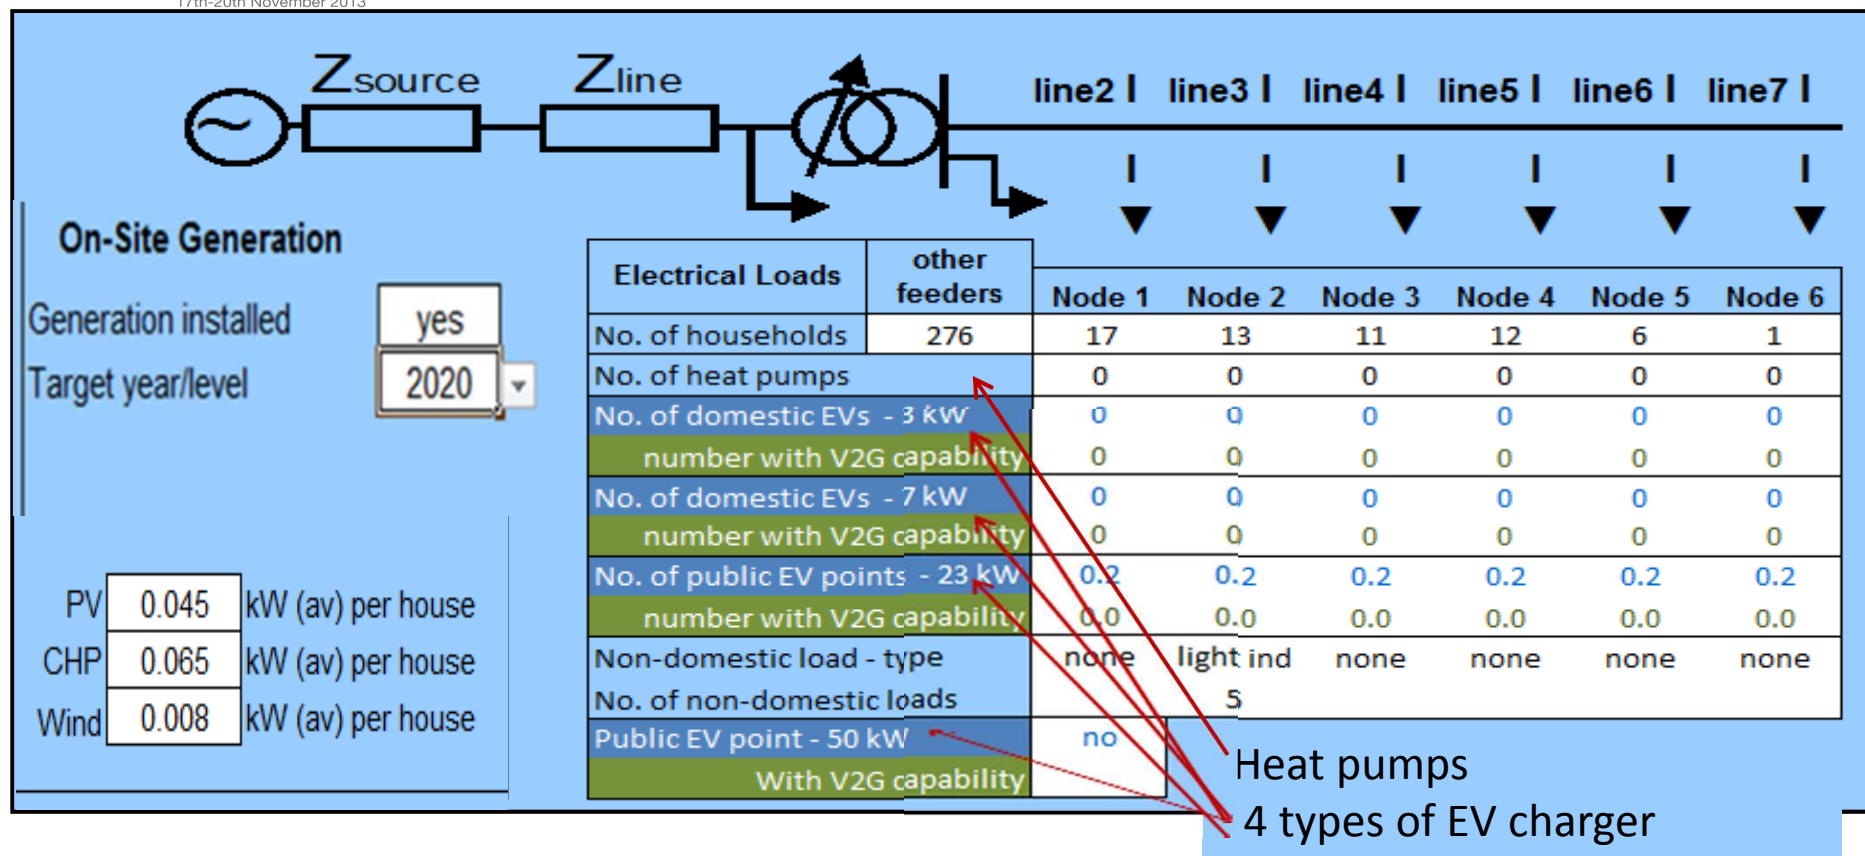 17th-20th November 2013
Zsource Zline line2 I line3 I line4 I line5 I line6 I line7 I
I I I I I I
On-Site Generation
Generation installed yes
Target year/level 2020
PV 0.045 kW (av) per house
CHP 0.065 kW (av) per house
Wind 0.008 kW (av) per house
Electrical Loads other feeders Node 1 Node 2 Node 3 Node 4 Node 5 Node 6
No. of households 276 17 13 11 12 6 1
No. of heat pumps 0 0 0 0 0 0
No. of domestic EVs - 3 kW 0 0 0 0 0 0
number with V2G capability 0 0 0 0 0 0
No. of domestic EVs - 7 kW 0 0 0 0 0 0
number with V2G capability 0 0 0 0 0 0
No. of public EV points - 23 kW 0.2 0.2 0.2 0.2 0.2 0.2
number with V2G capability 0.0 0.0 0.0 0.0 0.0 0.0
Non-domestic load - type none light ind none none none none
No. of non-domestic loads 5
Public EV point - 50 kW no
With V2G capability
Heat pumps
4 types of EV charger